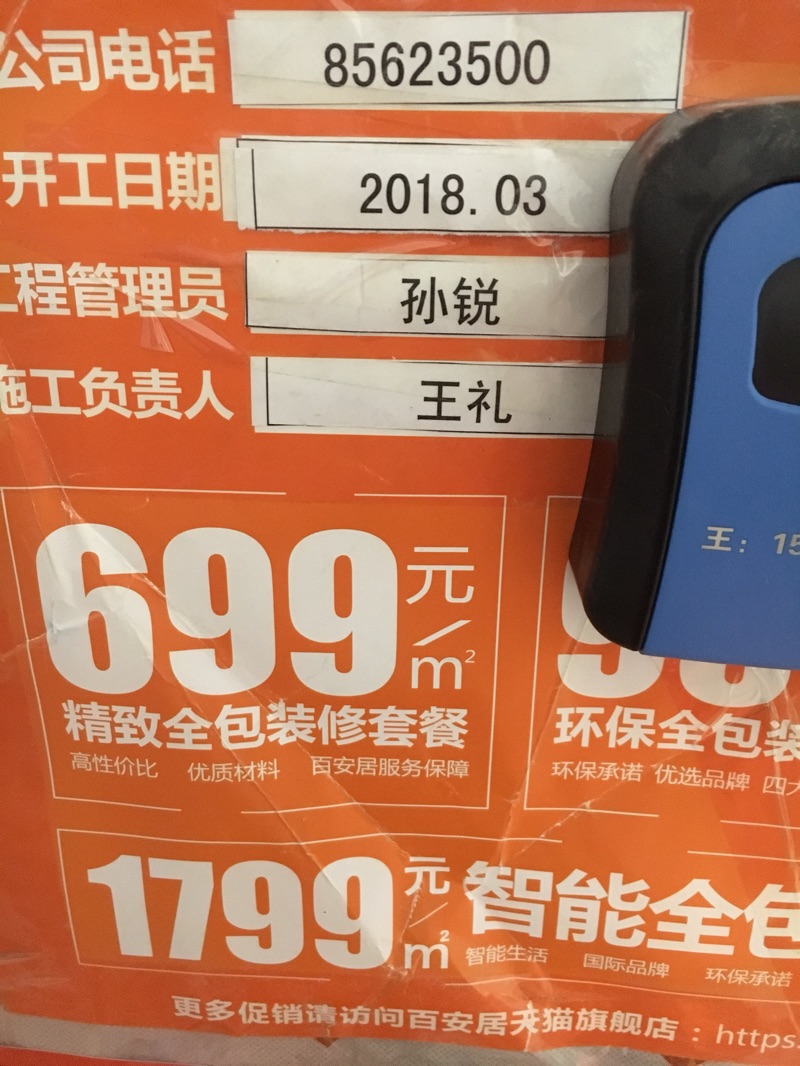 公司电话 85623500
开工日期 2018.03
工程管理员 孙锐
施工负责人 王礼
王：15
699元/m²
精致全包装修套餐
高性价比 优质材料 百安居服务保障
环保全包装
环保承诺 优选品牌 四大
1799元/m² 智能全包
智能生活 国际品牌 环保承诺
更多促销请访问百安居天猫旗舰店：https: